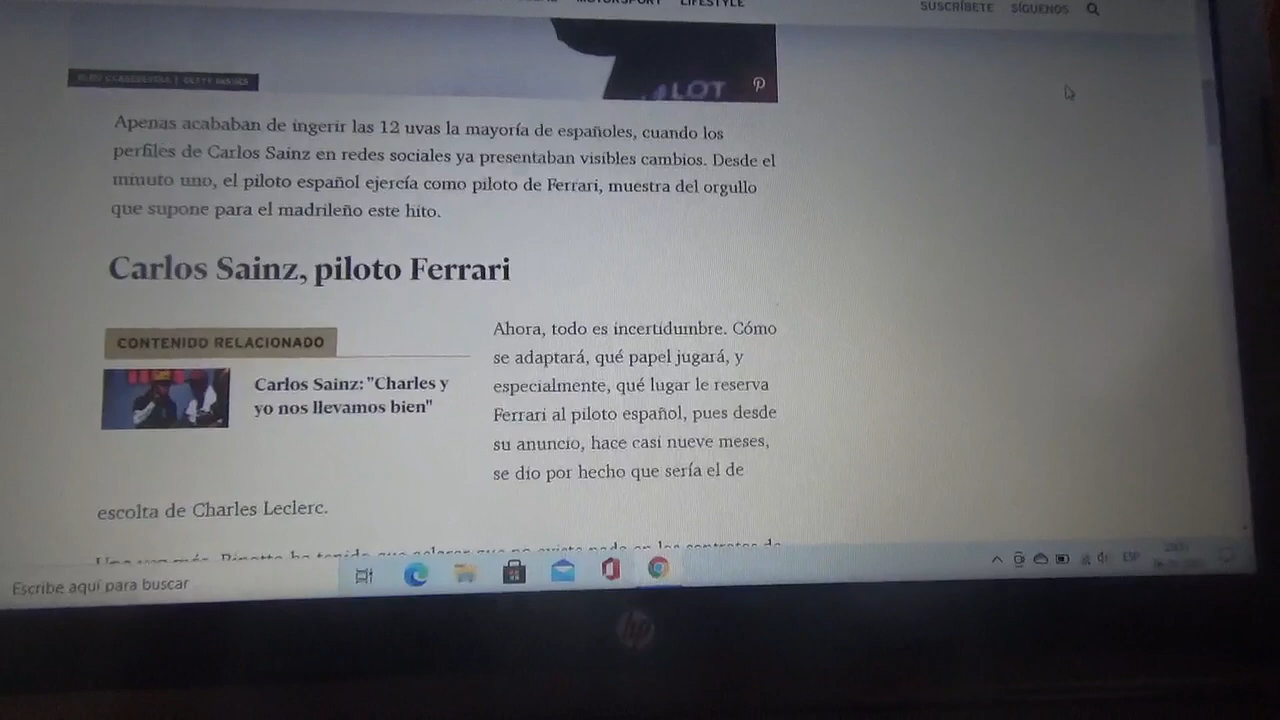 MOTORSPORT LIFESTYLE
SUSCRÍBETE SÍGUENOS
LOT
Apenas acababan de ingerir las 12 uvas la mayoría de españoles, cuando los
perfiles de Carlos Sainz en redes sociales ya presentaban visibles cambios. Desde el
minuto uno, el piloto español ejercía como piloto de Ferrari, muestra del orgullo
que supone para el madrileño este hito.
Carlos Sainz, piloto Ferrari
CONTENIDO RELACIONADO
Carlos Sainz: "Charles y
yo nos llevamos bien"
Ahora, todo es incertidumbre. Cómo
se adaptará, qué papel jugará, y
especialmente, qué lugar le reserva
Ferrari al piloto español, pues desde
su anuncio, hace casi nueve meses,
se dio por hecho que sería el de
escolta de Charles Leclerc.
Escribe aquí para buscar
ESP
hp